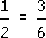 1/2 = 3/6